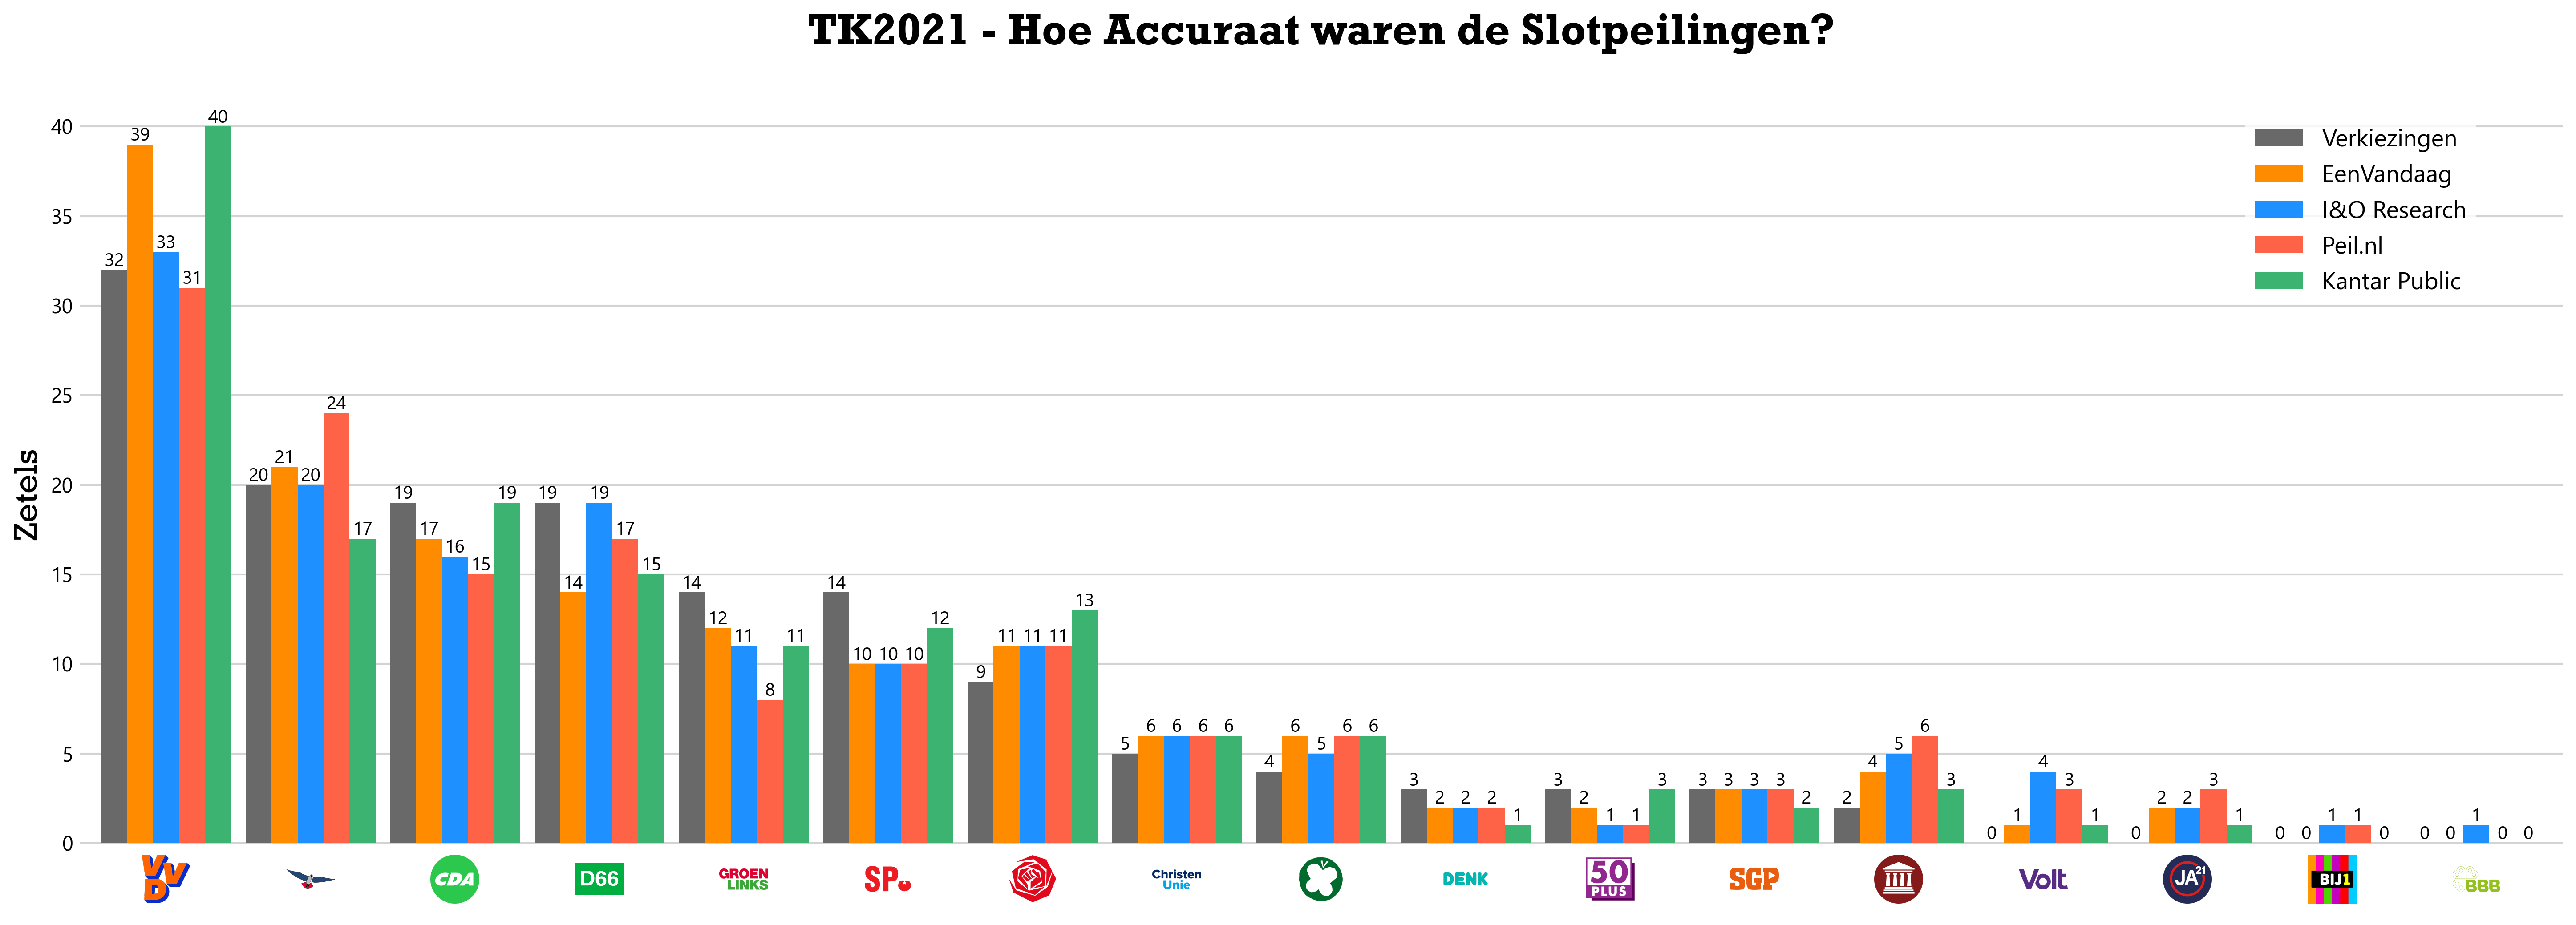 TK2021 - Hoe Accuraat waren de Slotpeilingen?
Zetels
40
35
30
25
20
15
10
5
0
Verkiezingen
EenVandaag
I&O Research
Peil.nl
Kantar Public
32 39 33 31 40
20 21 20 24 17
19 17 16 15 19
19 14 19 17 15
14 12 11 8 11
14 10 10 10 12
9 11 11 11 13
5 6 6 6 6
4 6 5 6 6
3 2 2 2 1
3 2 1 1 3
3 3 3 3 2
2 4 5 6 3
0 1 4 3 1
0 2 2 3 1
0 0 1 1 0
0 0 1 0 0
VVD
CDA
D66
GROEN
LINKS
SP
Christen
Unie
DENK
50
PLUS
SGP
Volt
JA21
BIJ1
BBB